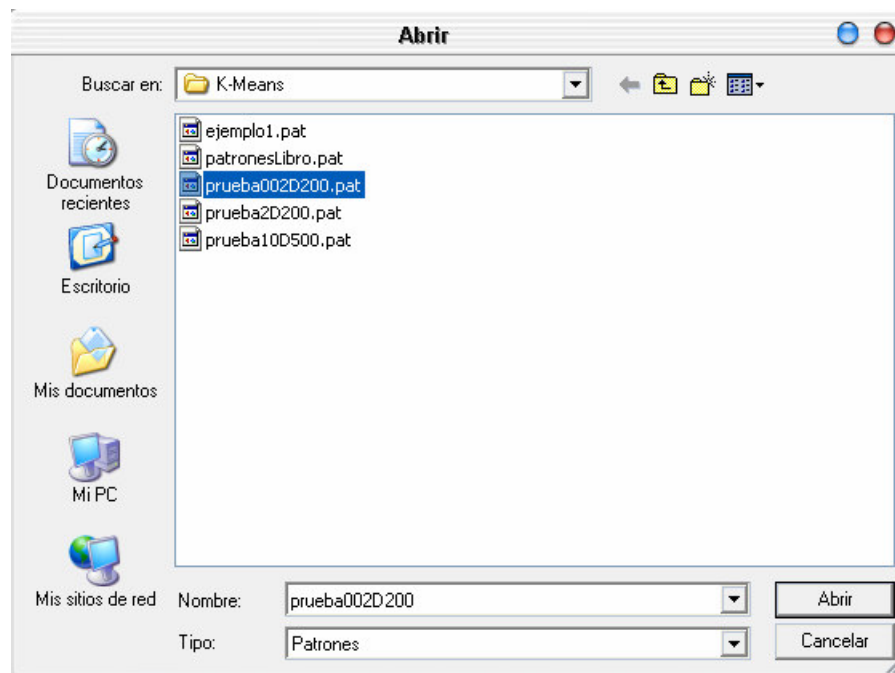 Abrir
Buscar en: K-Means
ejemplo1.pat
patronesLibro.pat
prueba002D200.pat
prueba2D200.pat
prueba10D500.pat
Documentos
recientes
Escritorio
Mis documentos
Mi PC
Mis sitios de red
Nombre: prueba002D200 Abrir
Tipo: Patrones Cancelar